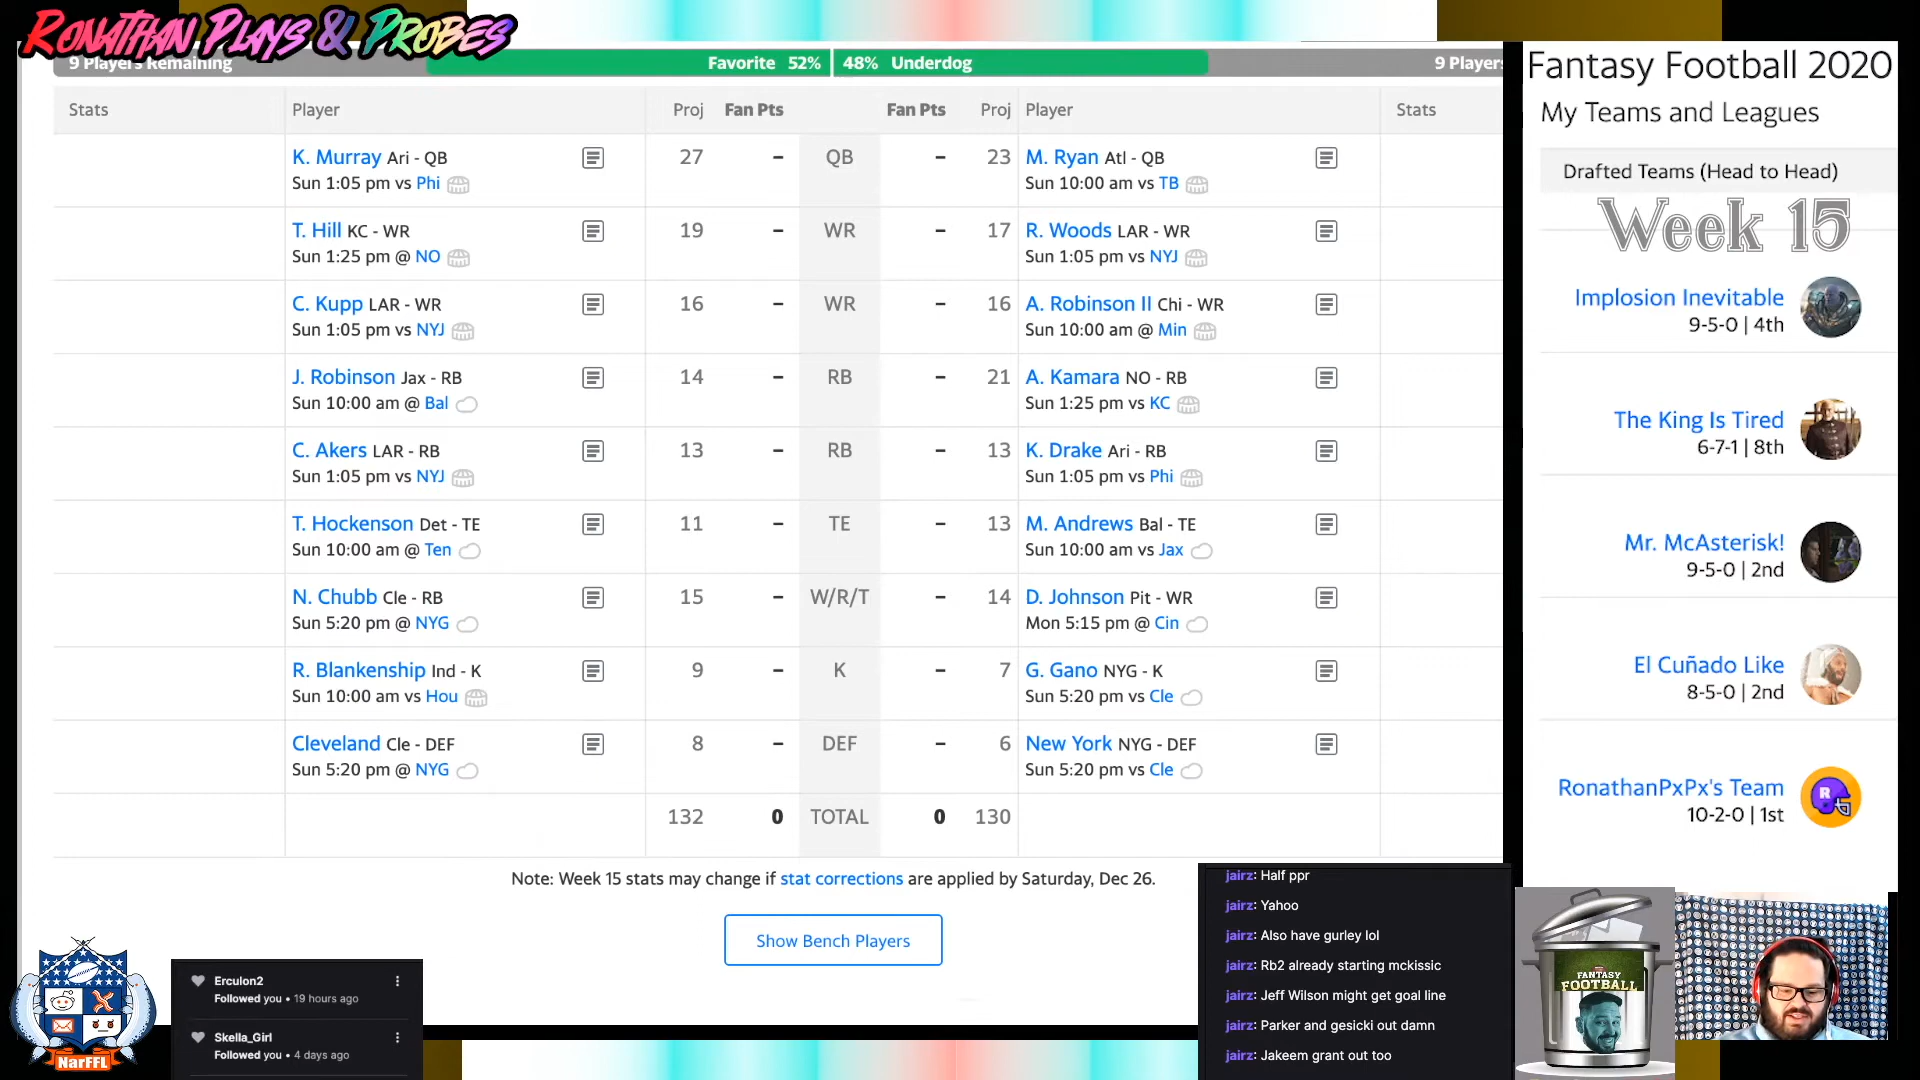 RONATHAN PLAYS & PROBES
9 Players Remaining
Favorite 52%
48% Underdog
9 Players
Stats Player Proj Fan Pts Fan Pts Proj Player Stats
K. Murray Ari - QB 27 – QB – 23 M. Ryan Atl - QB
Sun 1:05 pm vs Phi Sun 10:00 am vs TB
T. Hill KC - WR 19 – WR – 17 R. Woods LAR - WR
Sun 1:25 pm @ NO Sun 1:05 pm vs NYJ
C. Kupp LAR - WR 16 – WR – 16 A. Robinson II Chi - WR
Sun 1:05 pm vs NYJ Sun 10:00 am @ Min
J. Robinson Jax - RB 14 – RB – 21 A. Kamara NO - RB
Sun 10:00 am @ Bal Sun 1:25 pm vs KC
C. Akers LAR - RB 13 – RB – 13 K. Drake Ari - RB
Sun 1:05 pm vs NYJ Sun 1:05 pm vs Phi
T. Hockenson Det - TE 11 – TE – 13 M. Andrews Bal - TE
Sun 10:00 am @ Ten Sun 10:00 am vs Jax
N. Chubb Cle - RB 15 – W/R/T – 14 D. Johnson Pit - WR
Sun 5:20 pm @ NYG Mon 5:15 pm @ Cin
R. Blankenship Ind - K 9 – K – 7 G. Gano NYG - K
Sun 10:00 am vs Hou Sun 5:20 pm vs Cle
Cleveland Cle - DEF 8 – DEF – 6 New York NYG - DEF
Sun 5:20 pm @ NYG Sun 5:20 pm vs Cle
132 0 TOTAL 0 130
Note: Week 15 stats may change if stat corrections are applied by Saturday, Dec 26.
Show Bench Players
Fantasy Football 2020
My Teams and Leagues
Drafted Teams (Head to Head)
Week 15
Implosion Inevitable
9-5-0 | 4th
The King Is Tired
6-7-1 | 8th
Mr. McAsterisk!
9-5-0 | 2nd
El Cuñado Like
8-5-0 | 2nd
RonathanPxPx's Team
10-2-0 | 1st
R
NarFFL
Erculon2
Followed you • 19 hours ago
Skella_Girl
Followed you • 4 days ago
jairz: Half ppr
jairz: Yahoo
jairz: Also have gurley lol
jairz: Rb2 already starting mckissic
jairz: Jeff Wilson might get goal line
jairz: Parker and gesicki out damn
jairz: Jakeem grant out too
FANTASY
FOOTBALL